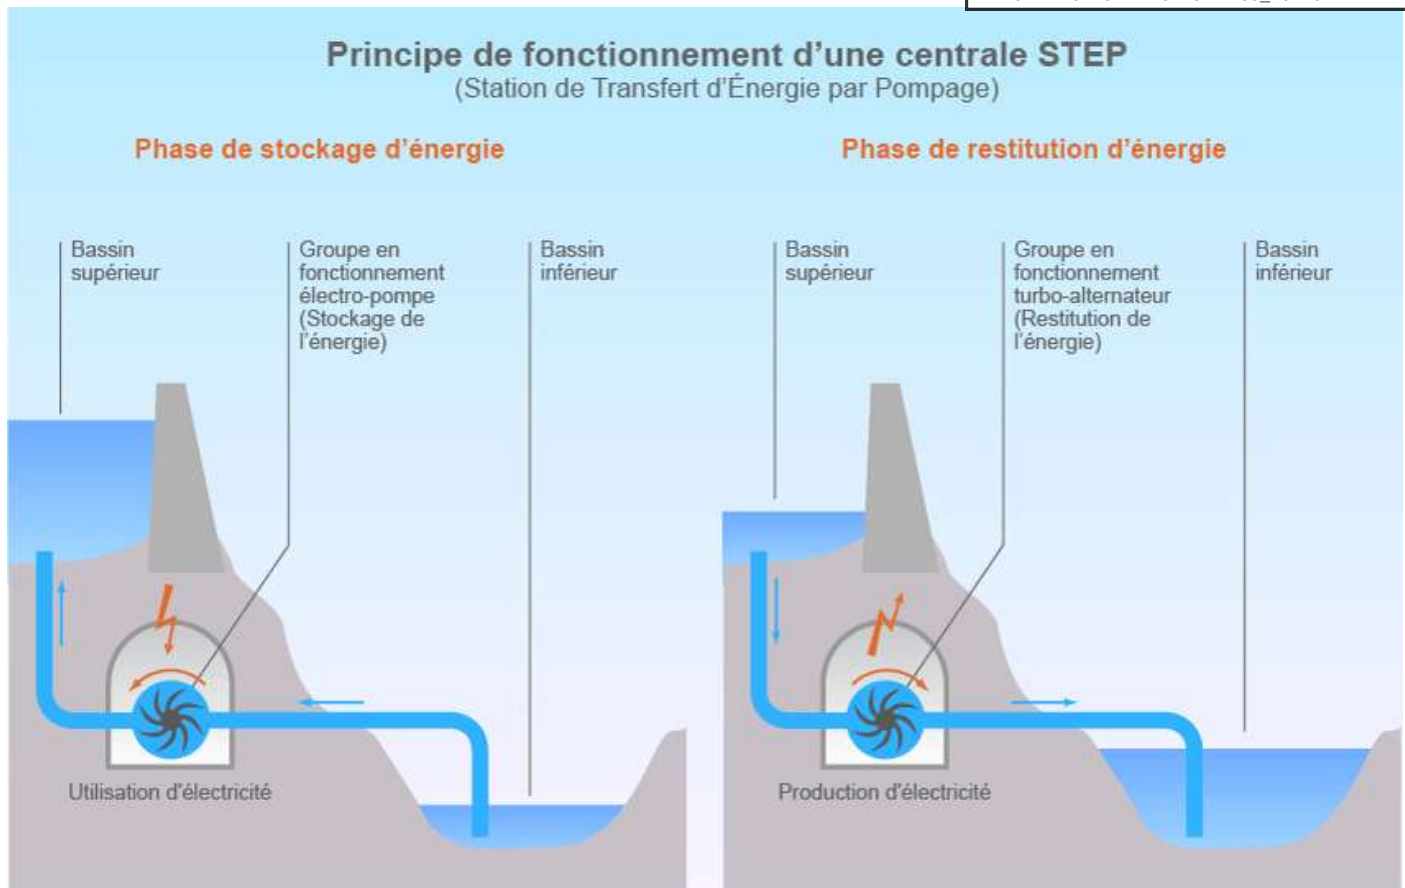 Principe de fonctionnement d'une centrale STEP
(Station de Transfert d'Énergie par Pompage)
Phase de stockage d'énergie
Bassin
supérieur
Groupe en
fonctionnement
électro-pompe
(Stockage de
l'énergie)
Bassin
inférieur
Utilisation d'électricité
Phase de restitution d'énergie
Bassin
supérieur
Groupe en
fonctionnement
turbo-alternateur
(Restitution de
l'énergie)
Bassin
inférieur
Production d'électricité